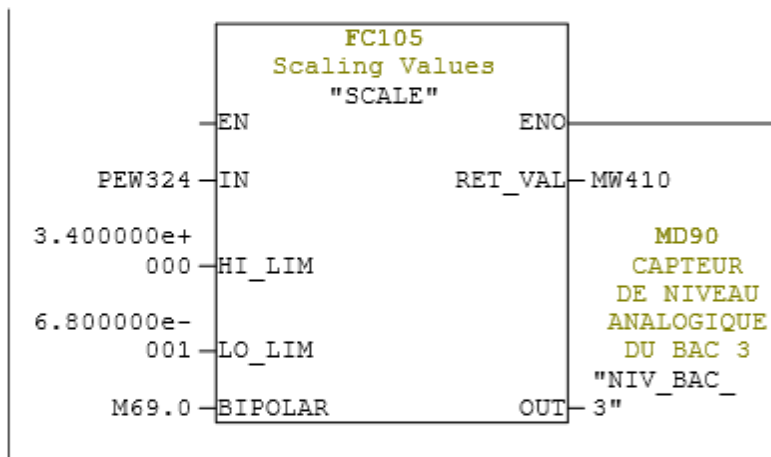 FC105
Scaling Values
"SCALE"
EN ENO
PEW324 IN RET_VAL MW410
3.400000e+
000 HI_LIM
6.800000e-
001 LO_LIM
M69.0 BIPOLAR OUT
MD90
CAPTEUR
DE NIVEAU
ANALOGIQUE
DU BAC 3
"NIV_BAC_
3"